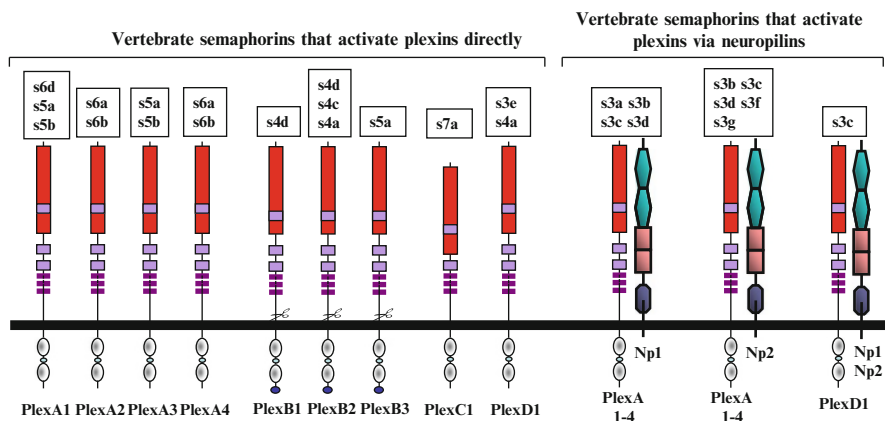 Vertebrate semaphorins that activate plexins directly
Vertebrate semaphorins that activate
plexins via neuropilins
s6d
s5a
s5b
s6a
s6b
s5a
s5b
s6a
s6b
s4d
s4d
s4c
s4a
s5a
s7a
s3e
s4a
s3a s3b
s3c s3d
s3b s3c
s3d s3f
s3g
s3c
Np1
Np2
Np1
Np2
PlexA1
PlexA2
PlexA3
PlexA4
PlexB1
PlexB2
PlexB3
PlexC1
PlexD1
PlexA
1-4
PlexA
1-4
PlexD1